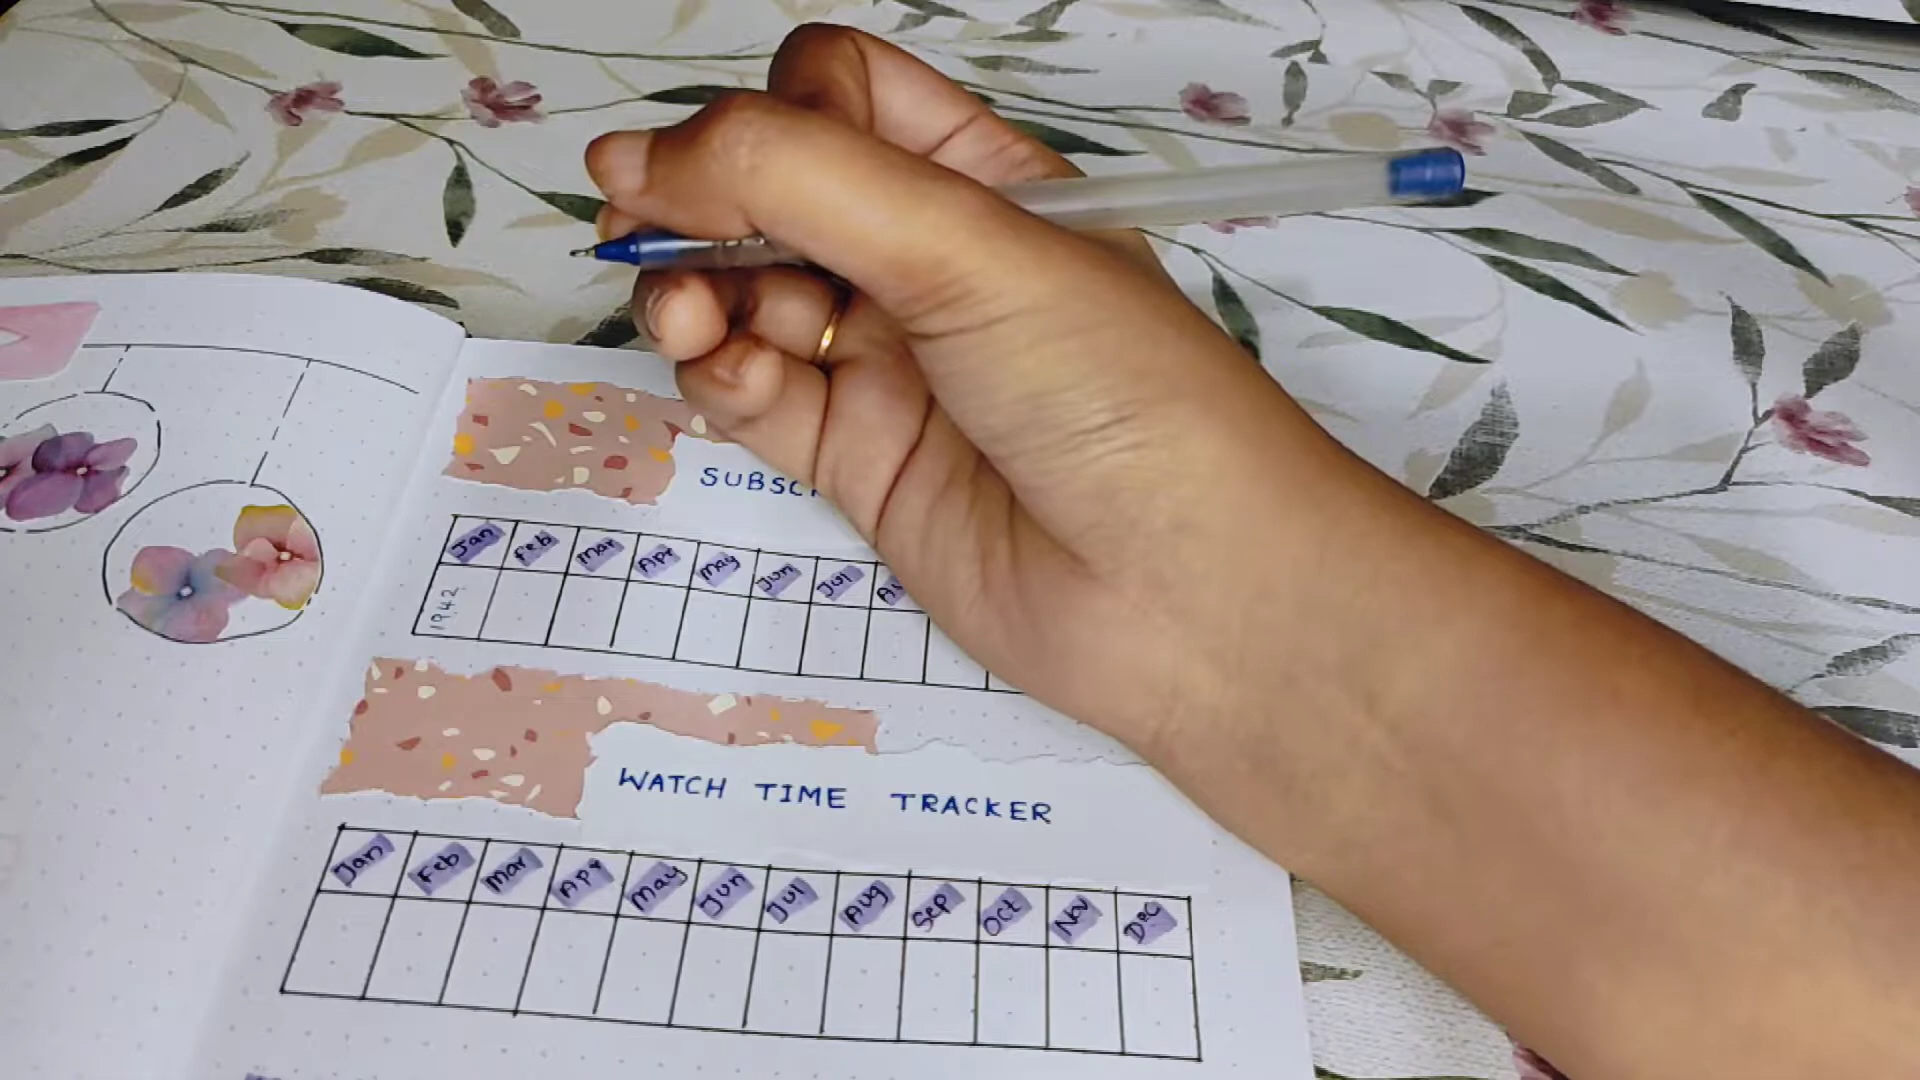 Jan Feb Mar Apr May Jun Jul
1942
WATCH TIME TRACKER
Jan Feb Mar Apr May Jun Jul Aug Sep Oct Nov Dec